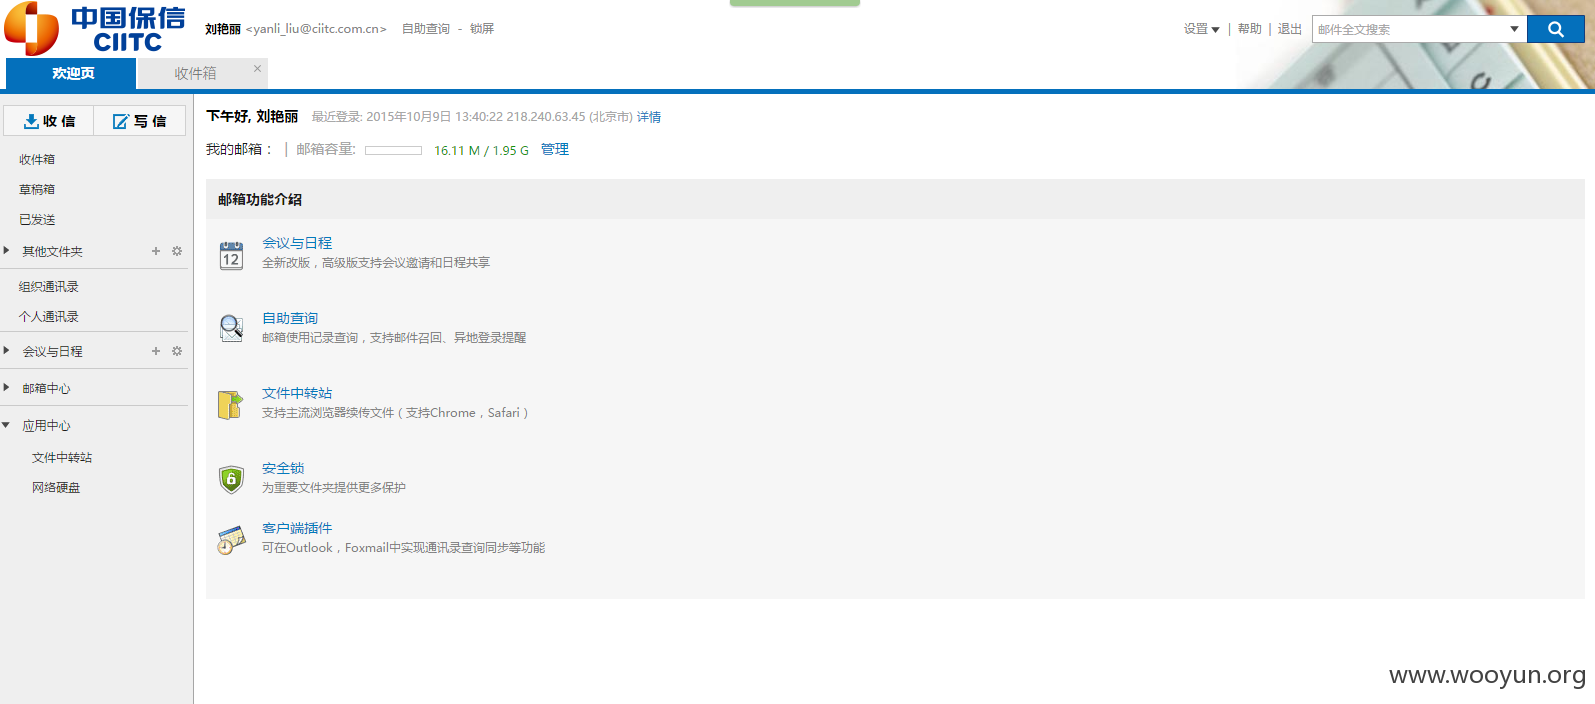 中国保信
CIITC
刘艳丽 <yanli_liu@ciitc.com.cn> 自助查询 - 锁屏
设置 | 帮助 | 退出 邮件全文搜索
欢迎页 收件箱 ×
收信 写信
收件箱
草稿箱
已发送
其他文件夹
组织通讯录
个人通讯录
会议与日程
邮箱中心
应用中心
文件中转站
网络硬盘
下午好, 刘艳丽 最近登录: 2015年10月9日 13:40:22 218.240.63.45 (北京市) 详情
我的邮箱： | 邮箱容量: 16.11 M / 1.95 G 管理
邮箱功能介绍
12
会议与日程
全新改版，高级版支持会议邀请和日程共享
自助查询
邮箱使用记录查询，支持邮件召回、异地登录提醒
文件中转站
支持主流浏览器续传文件（支持Chrome，Safari）
安全锁
为重要文件夹提供更多保护
客户端插件
可在Outlook，Foxmail中实现通讯录查询同步等功能
www.wooyun.org